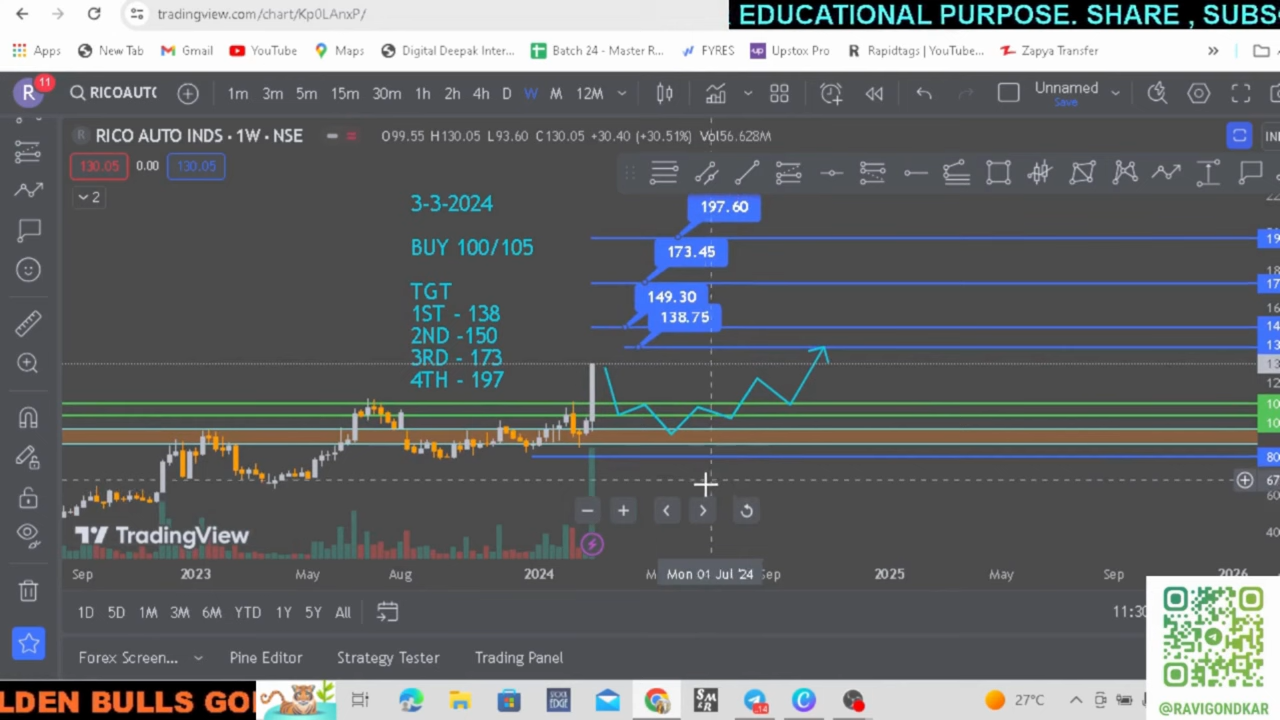 tradingview.com/chart/Kp0LAnxP/
EDUCATIONAL PURPOSE. SHARE , SUBS
Apps
New Tab
Gmail
YouTube
Maps
Digital Deepak Inter...
Batch 24 - Master R...
FYRES
Upstox Pro
Rapidtags | YouTube...
Zapya Transfer
R
11
RICOAUTC
1m 3m 5m 15m 30m 1h 2h 4h D W M 12M
Unnamed
Save
R RICO AUTO INDS · 1W · NSE
O99.55 H130.05 L93.60 C130.05 +30.40 (+30.51%) Vol56.628M
130.05 0.00 130.05
2
3-3-2024
BUY 100/105
TGT
1ST - 138
2ND -150
3RD - 173
4TH - 197
197.60
173.45
149.30
138.75
80
67
TradingView
Sep 2023 May Aug 2024 Mon 01 Jul '24 Sep 2025 May Sep 2026
1D 5D 1M 3M 6M YTD 1Y 5Y All
11:30
Forex Screen...
Pine Editor
Strategy Tester
Trading Panel
LDEN BULLS GO
27°C
@RAVIGONDKAR